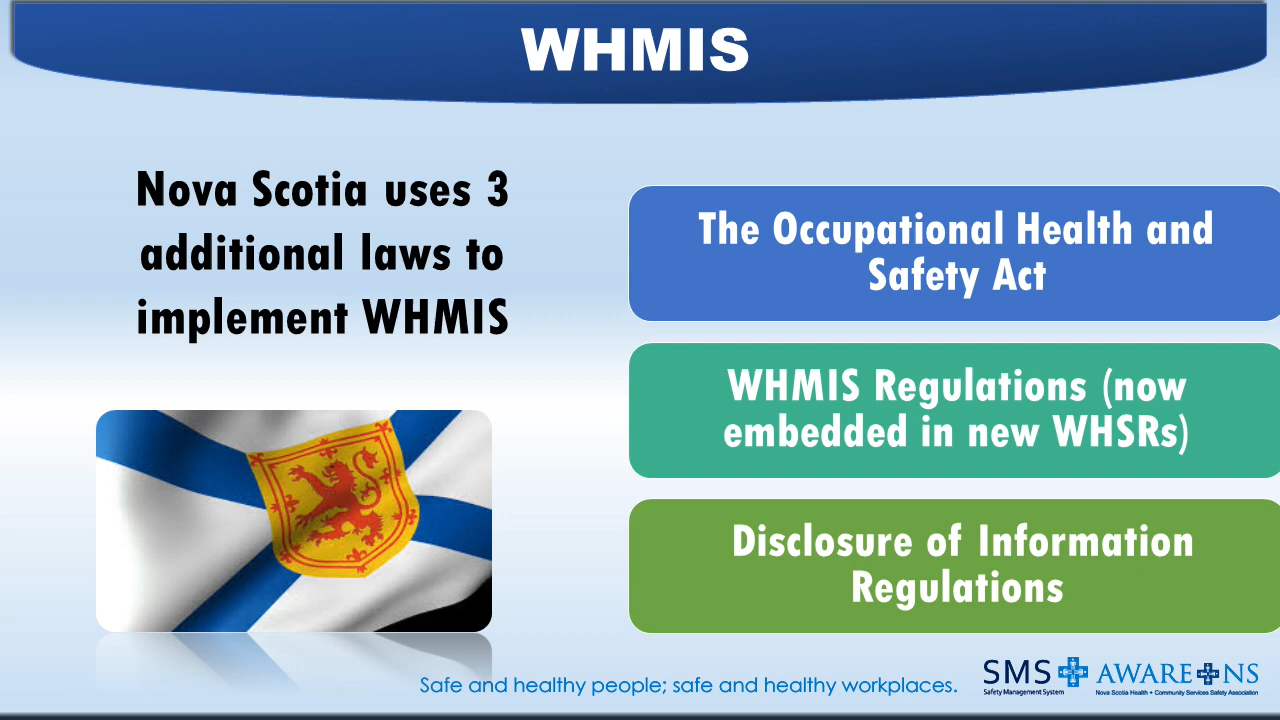 WHMIS
Nova Scotia uses 3
additional laws to
implement WHMIS
The Occupational Health and
Safety Act
WHMIS Regulations (now
embedded in new WHSRs)
Disclosure of Information
Regulations
Safe and healthy people; safe and healthy workplaces.
SMS
Safety Management System
AWARE NS
Nova Scotia Health + Community Services Safety Association